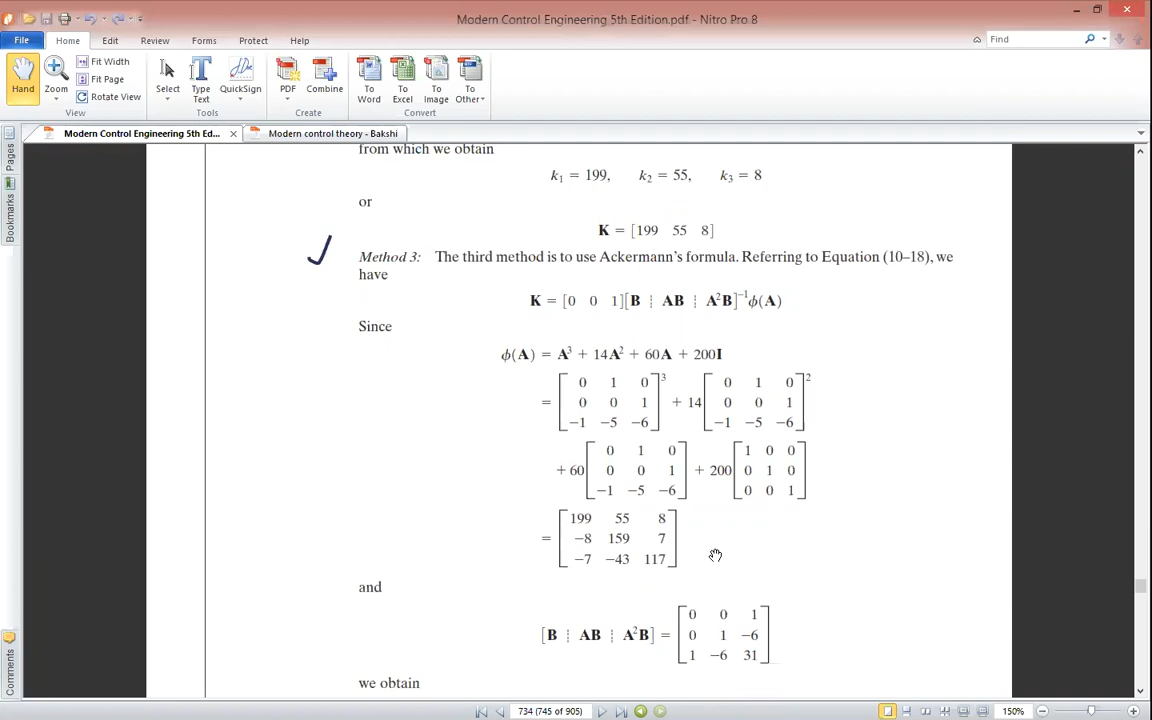 Modern Control Engineering 5th Edition.pdf - Nitro Pro 8
File Home Edit Review Forms Protect Help Find
Hand Zoom Fit Width Fit Page Rotate View Select Type Text QuickSign PDF Combine To Word To Excel To Image To Other
View Tools Create Convert
Modern Control Engineering 5th Ed... Modern control theory - Bakshi
Pages
Bookmarks
Comments
from which we obtain
k₁ = 199, k₂ = 55, k₃ = 8
or
K = [199 55 8]
Method 3: The third method is to use Ackermann's formula. Referring to Equation (10–18), we
have
K = [0 0 1][B ⋮ AB ⋮ A²B]⁻¹ϕ(A)
Since
ϕ(A) = A³ + 14A² + 60A + 200I
= [0 1 0; 0 0 1; −1 −5 −6]³ + 14[0 1 0; 0 0 1; −1 −5 −6]²
+ 60[0 1 0; 0 0 1; −1 −5 −6] + 200[1 0 0; 0 1 0; 0 0 1]
= [199 55 8; −8 159 7; −7 −43 117]
and
[B ⋮ AB ⋮ A²B] = [0 0 1; 0 1 −6; 1 −6 31]
we obtain
734 (745 of 905) 150%